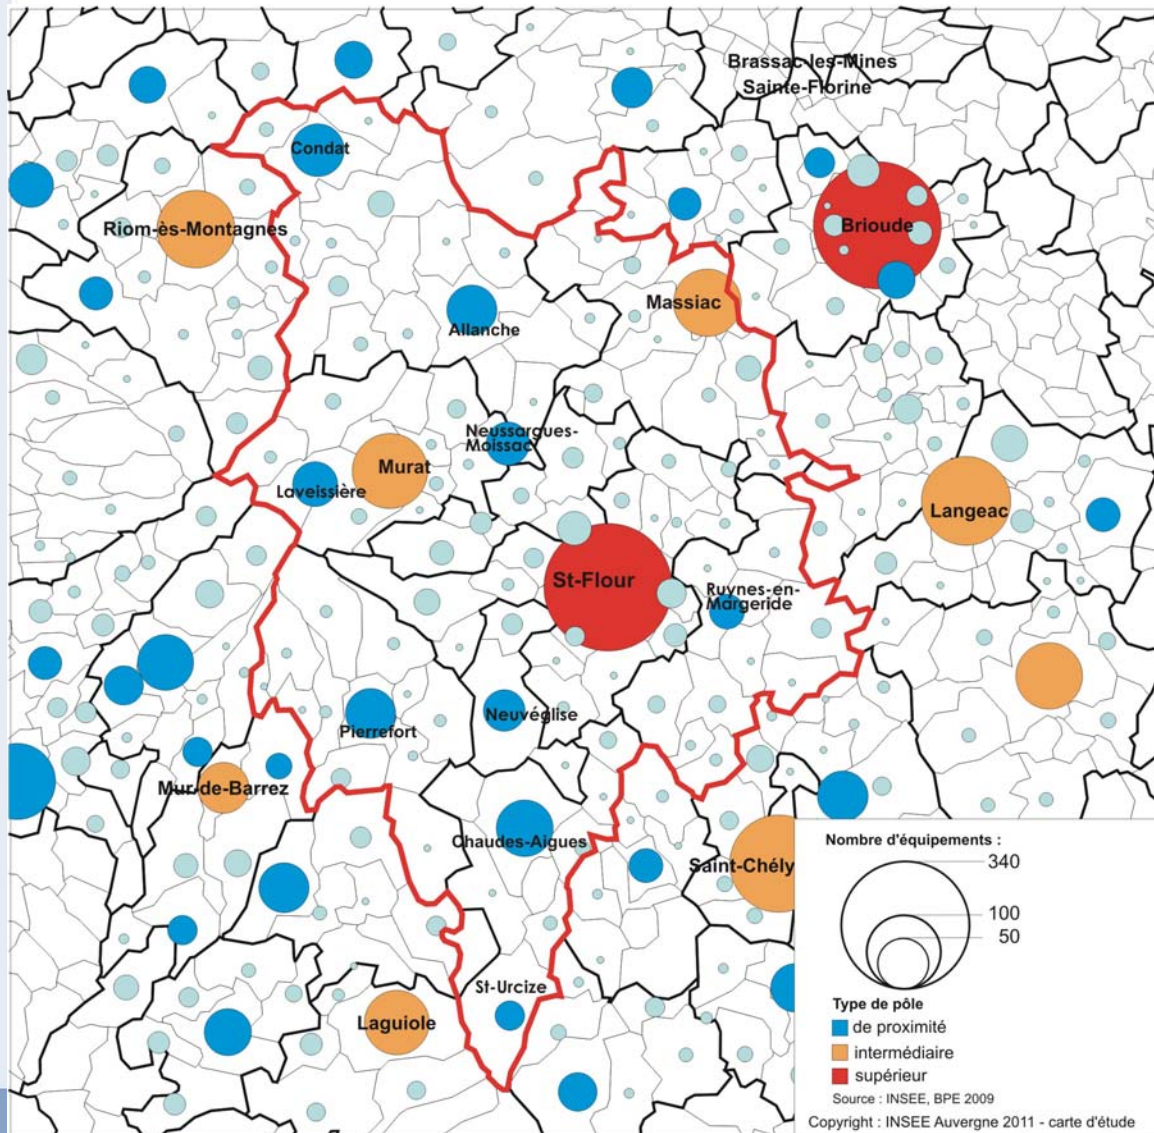 Brassac-les-Mines
Sainte-Florine
Condat
Riom-ès-Montagnes
Brioude
Massiac
Allanche
Neussargues-
Moissac
Murat
Laveissière
Langeac
St-Flour
Ruynes-en-
Margeride
Neuvéglise
Pierrefort
Mur-de-Barrez
Chaudes-Aigues
Saint-Chély
St-Urcize
Laguiole
Nombre d'équipements :
340
100
50
Type de pôle
de proximité
intermédiaire
supérieur
Source : INSEE, BPE 2009
Copyright : INSEE Auvergne 2011 - carte d'étude